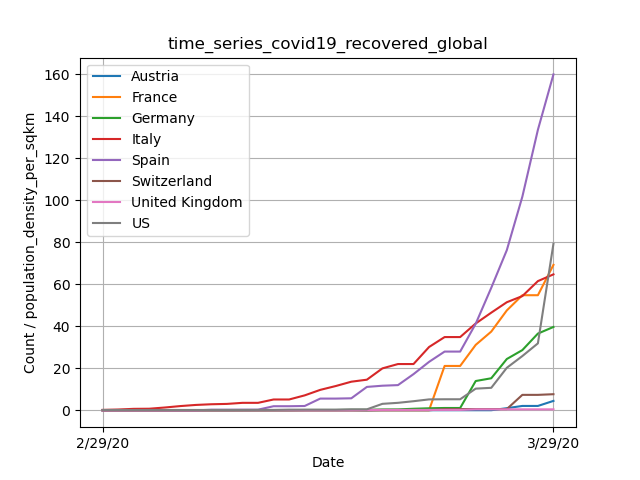 time_series_covid19_recovered_global
Count / population_density_per_sqkm
160
140
120
100
80
60
40
20
0
Austria
France
Germany
Italy
Spain
Switzerland
United Kingdom
US
2/29/20
3/29/20
Date